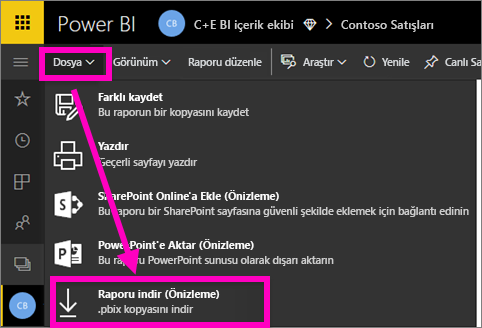 Power BI CB C+E BI içerik ekibi > Contoso Satışları
Dosya Görünüm Raporu düzenle Araştır Yenile Canlı Sa
Farklı kaydet
Bu raporun bir kopyasını kaydet
Yazdır
Geçerli sayfayı yazdır
SharePoint Online'a Ekle (Önizleme)
Bu raporu bir SharePoint sayfasına güvenli şekilde eklemek için bağlantı edinin
PowerPoint'e Aktar (Önizleme)
Bu raporu PowerPoint sunusu olarak dışarı aktarın
Raporu indir (Önizleme)
.pbix kopyasını indir
CB